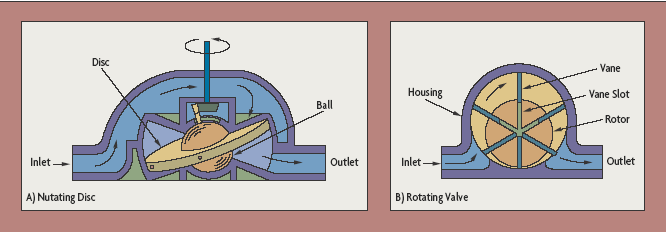 Disc
Ball
Inlet
Outlet
A) Nutating Disc
Vane
Housing
Vane Slot
Rotor
Inlet
Outlet
B) Rotating Valve